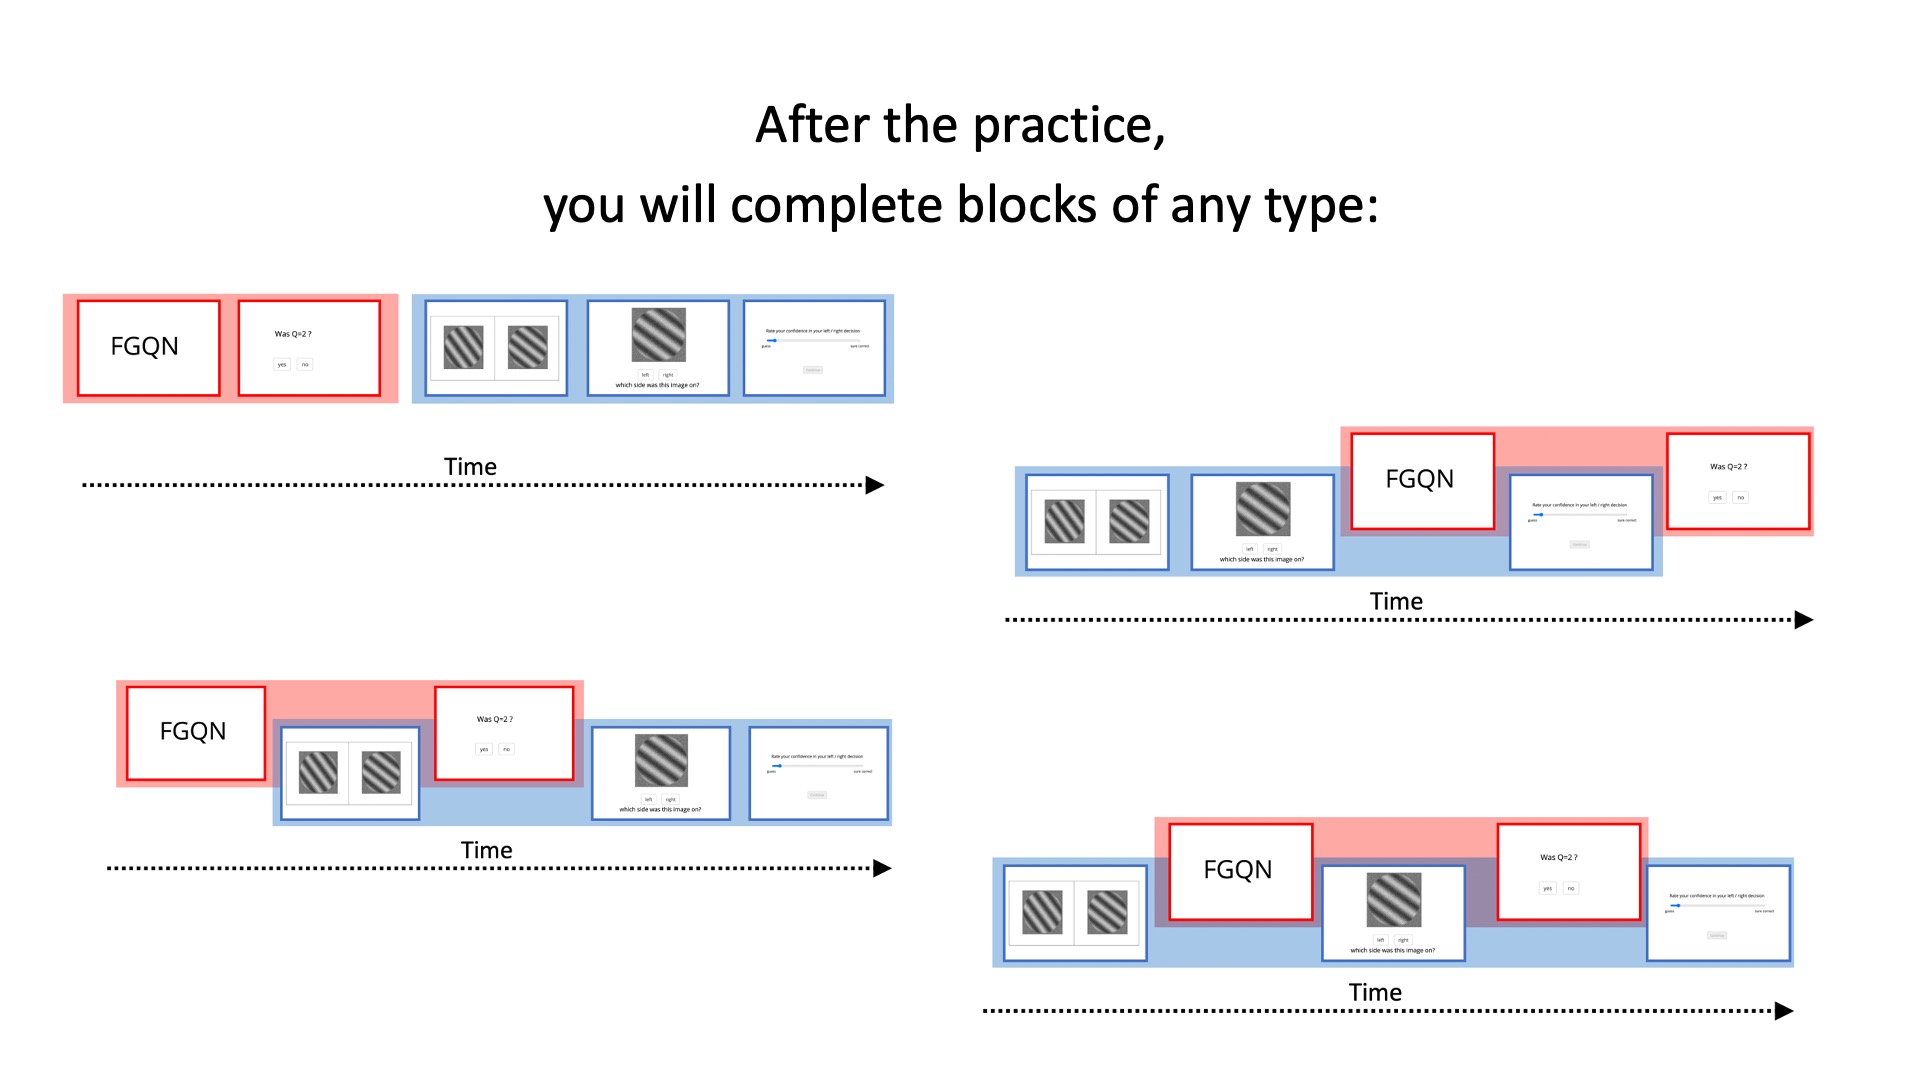 After the practice,
you will complete blocks of any type:
FGQN
Was Q=2 ?
yes no
left right
which side was this image on?
Rate your confidence in your left / right decision
guess sure correct
Continue
Time
left right
which side was this image on?
FGQN
Rate your confidence in your left / right decision
guess sure correct
Continue
Was Q=2 ?
yes no
Time
FGQN
Was Q=2 ?
yes no
left right
which side was this image on?
Rate your confidence in your left / right decision
guess sure correct
Continue
Time
FGQN
left right
which side was this image on?
Was Q=2 ?
yes no
Rate your confidence in your left / right decision
guess sure correct
Continue
Time